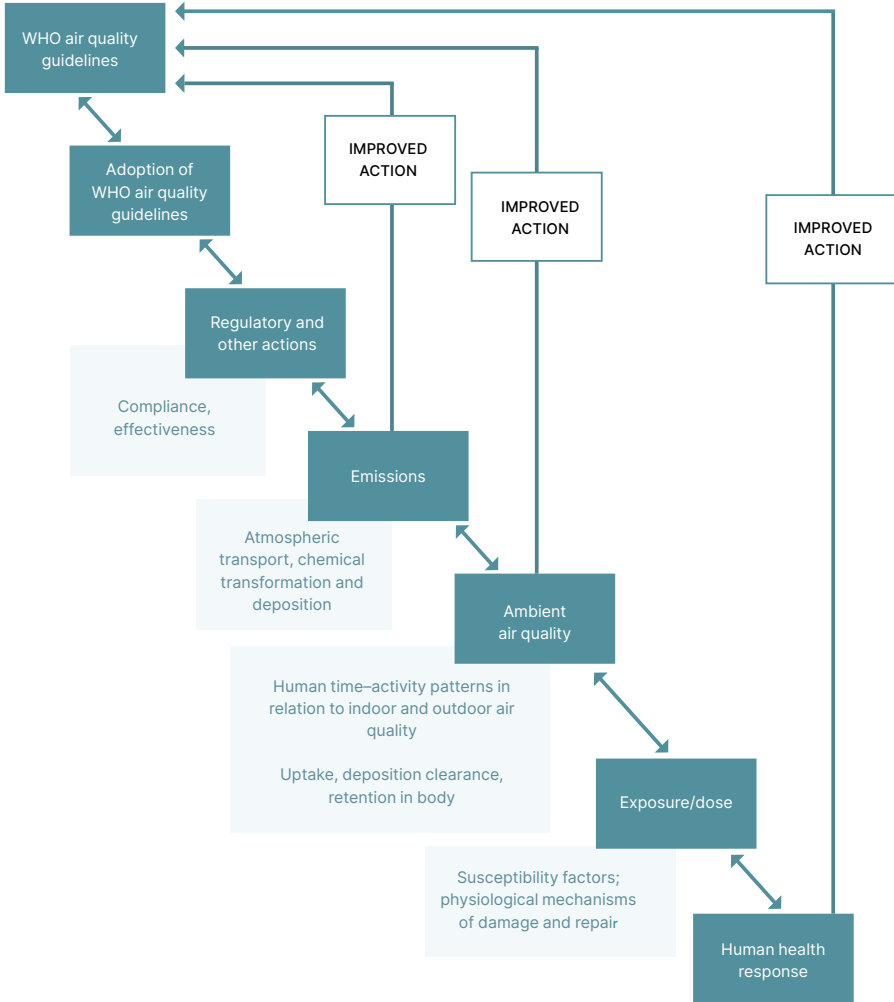 WHO air quality
guidelines
IMPROVED
ACTION
Adoption of
WHO air quality
guidelines
IMPROVED
ACTION
IMPROVED
ACTION
Regulatory and
other actions
Compliance,
effectiveness
Emissions
Atmospheric
transport, chemical
transformation and
deposition
Ambient
air quality
Human time–activity patterns in
relation to indoor and outdoor air
quality
Uptake, deposition clearance,
retention in body
Exposure/dose
Susceptibility factors;
physiological mechanisms
of damage and repair
Human health
response